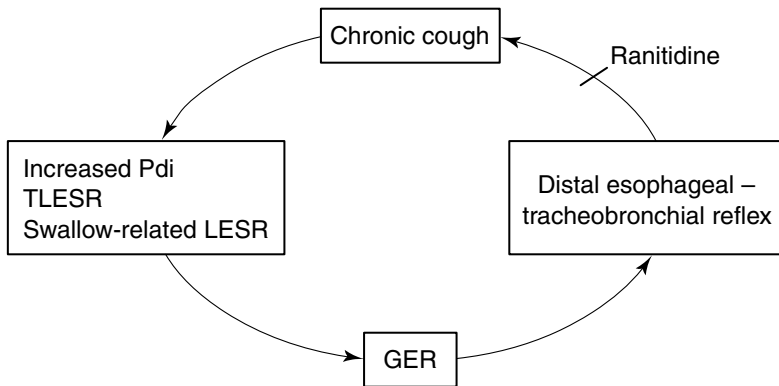 Chronic cough
Ranitidine
Increased Pdi
TLESR
Swallow-related LESR
Distal esophageal –
tracheobronchial reflex
GER